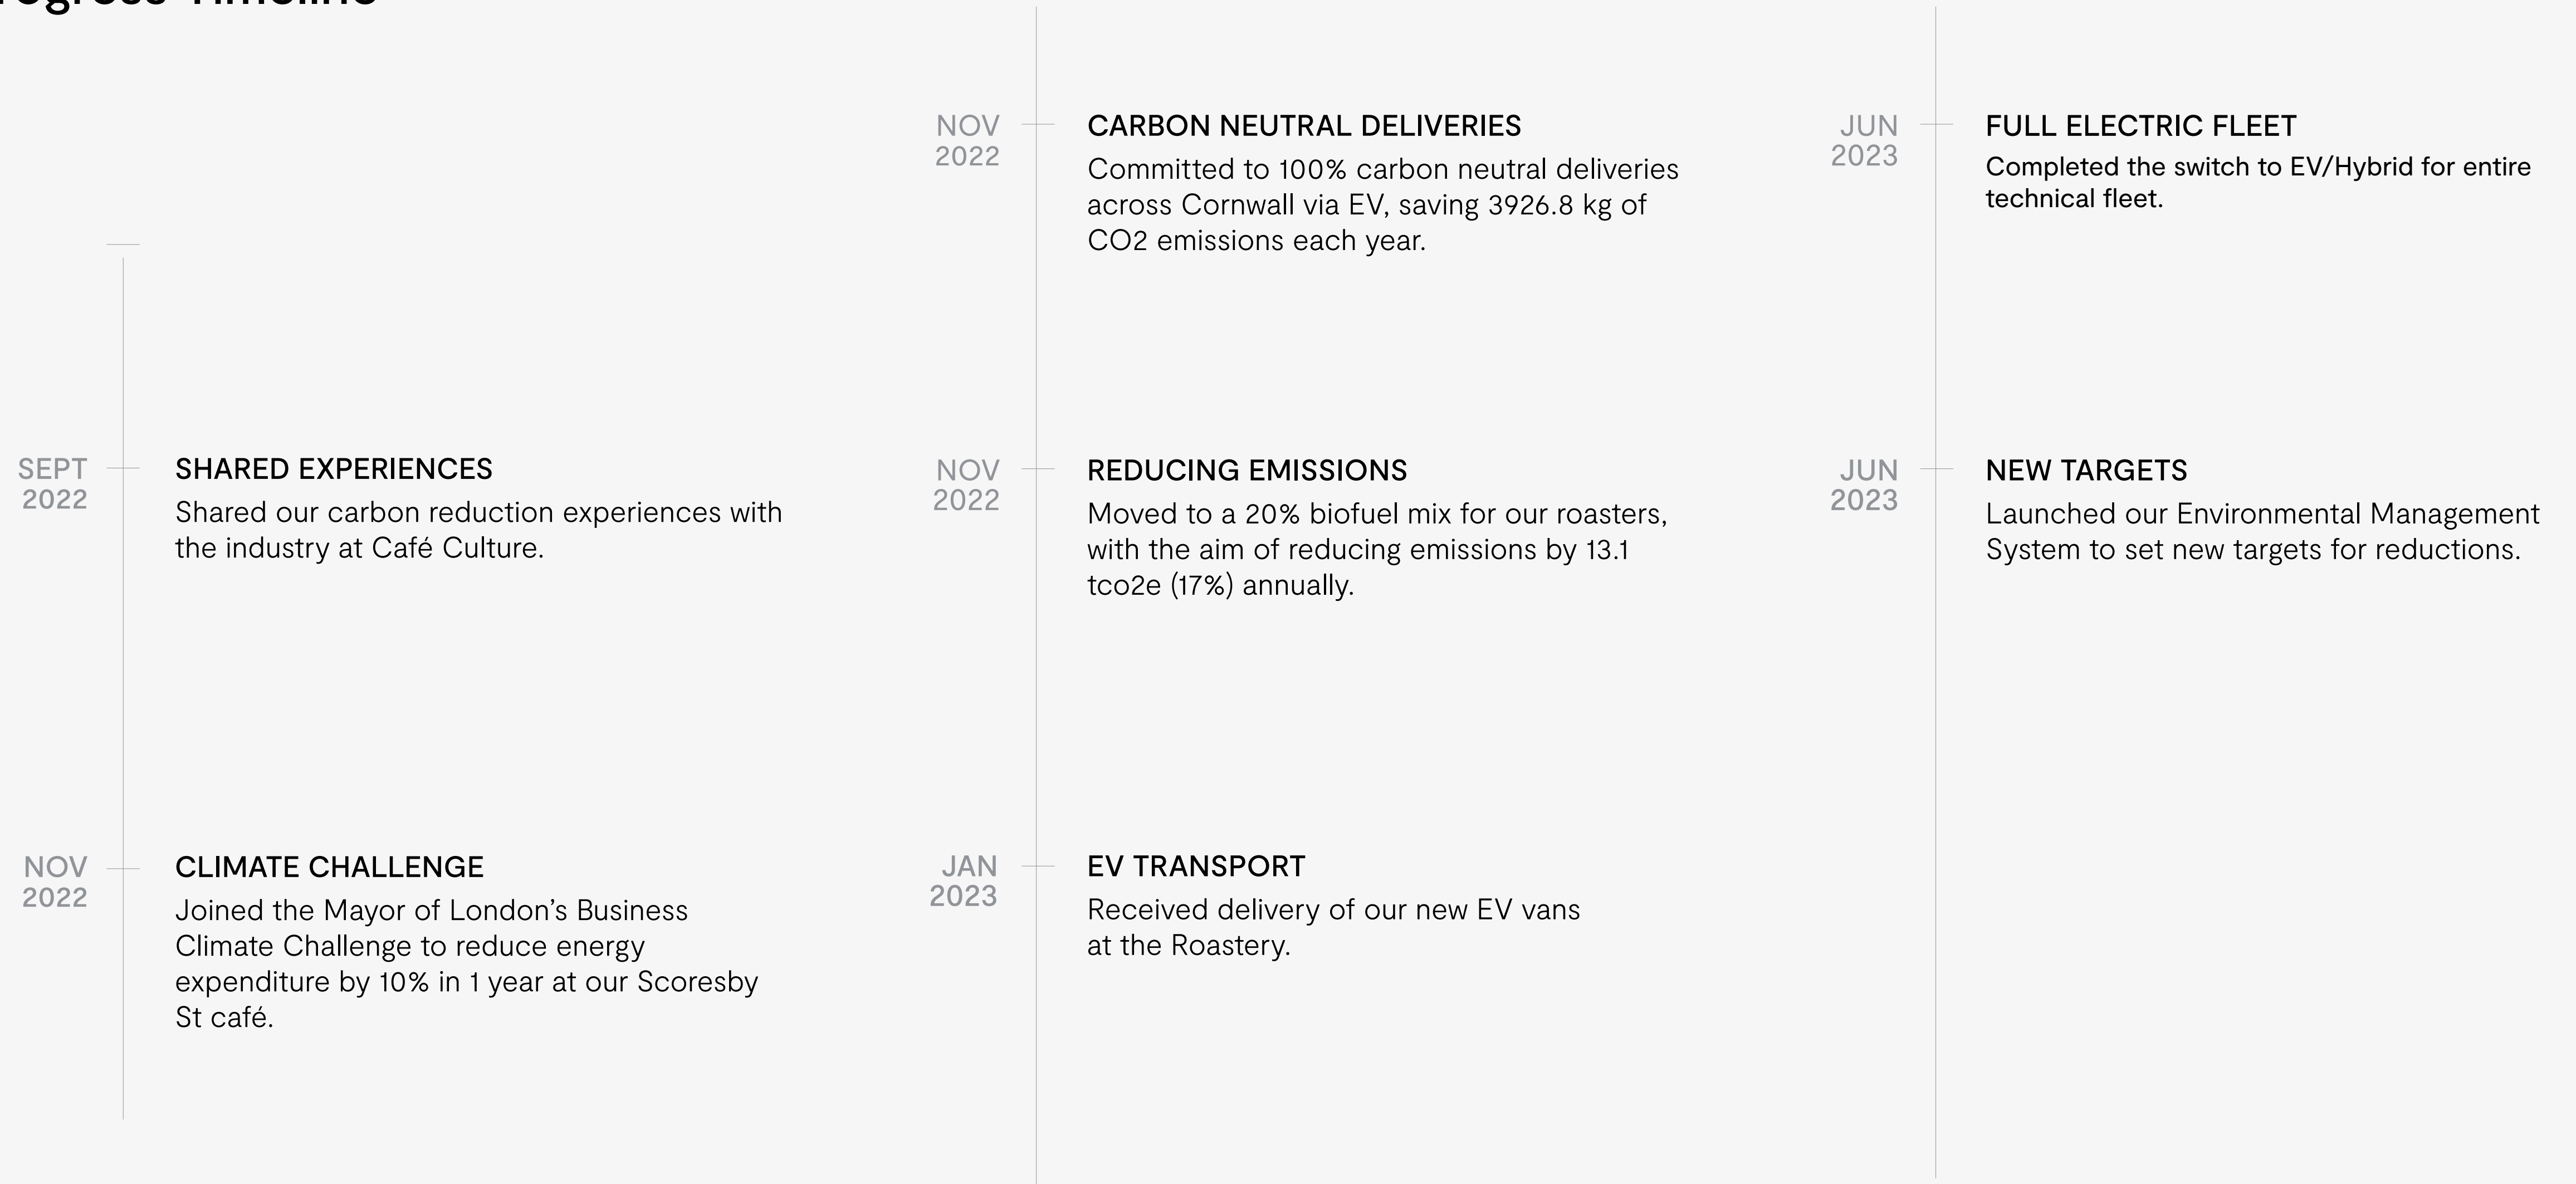 Progress Timeline
SEPT
2022
SHARED EXPERIENCES
Shared our carbon reduction experiences with
the industry at Café Culture.
NOV
2022
CLIMATE CHALLENGE
Joined the Mayor of London’s Business
Climate Challenge to reduce energy
expenditure by 10% in 1 year at our Scoresby
St café.
NOV
2022
CARBON NEUTRAL DELIVERIES
Committed to 100% carbon neutral deliveries
across Cornwall via EV, saving 3926.8 kg of
CO2 emissions each year.
NOV
2022
REDUCING EMISSIONS
Moved to a 20% biofuel mix for our roasters,
with the aim of reducing emissions by 13.1
tco2e (17%) annually.
JAN
2023
EV TRANSPORT
Received delivery of our new EV vans
at the Roastery.
JUN
2023
FULL ELECTRIC FLEET
Completed the switch to EV/Hybrid for entire
technical fleet.
JUN
2023
NEW TARGETS
Launched our Environmental Management
System to set new targets for reductions.